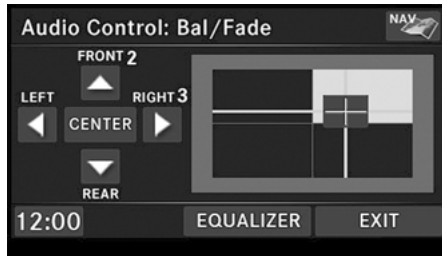 Audio Control: Bal/Fade
NAV
FRONT 2
LEFT
RIGHT 3
CENTER
REAR
12:00
EQUALIZER
EXIT